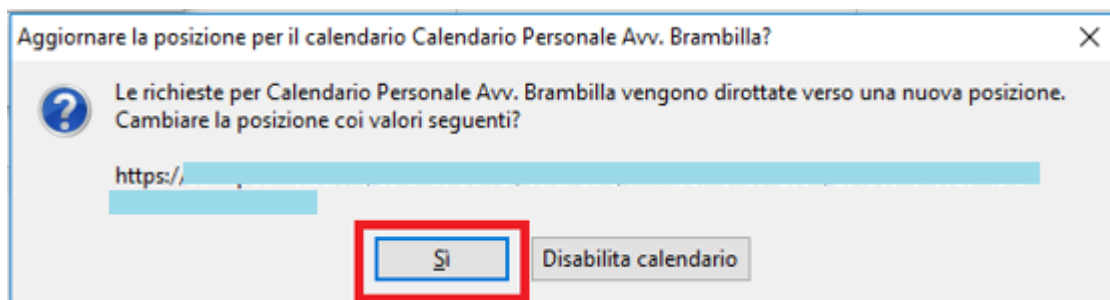 Aggiornare la posizione per il calendario Calendario Personale Avv. Brambilla?
Le richieste per Calendario Personale Avv. Brambilla vengono dirottate verso una nuova posizione.
Cambiare la posizione coi valori seguenti?
https://
Sì
Disabilita calendario